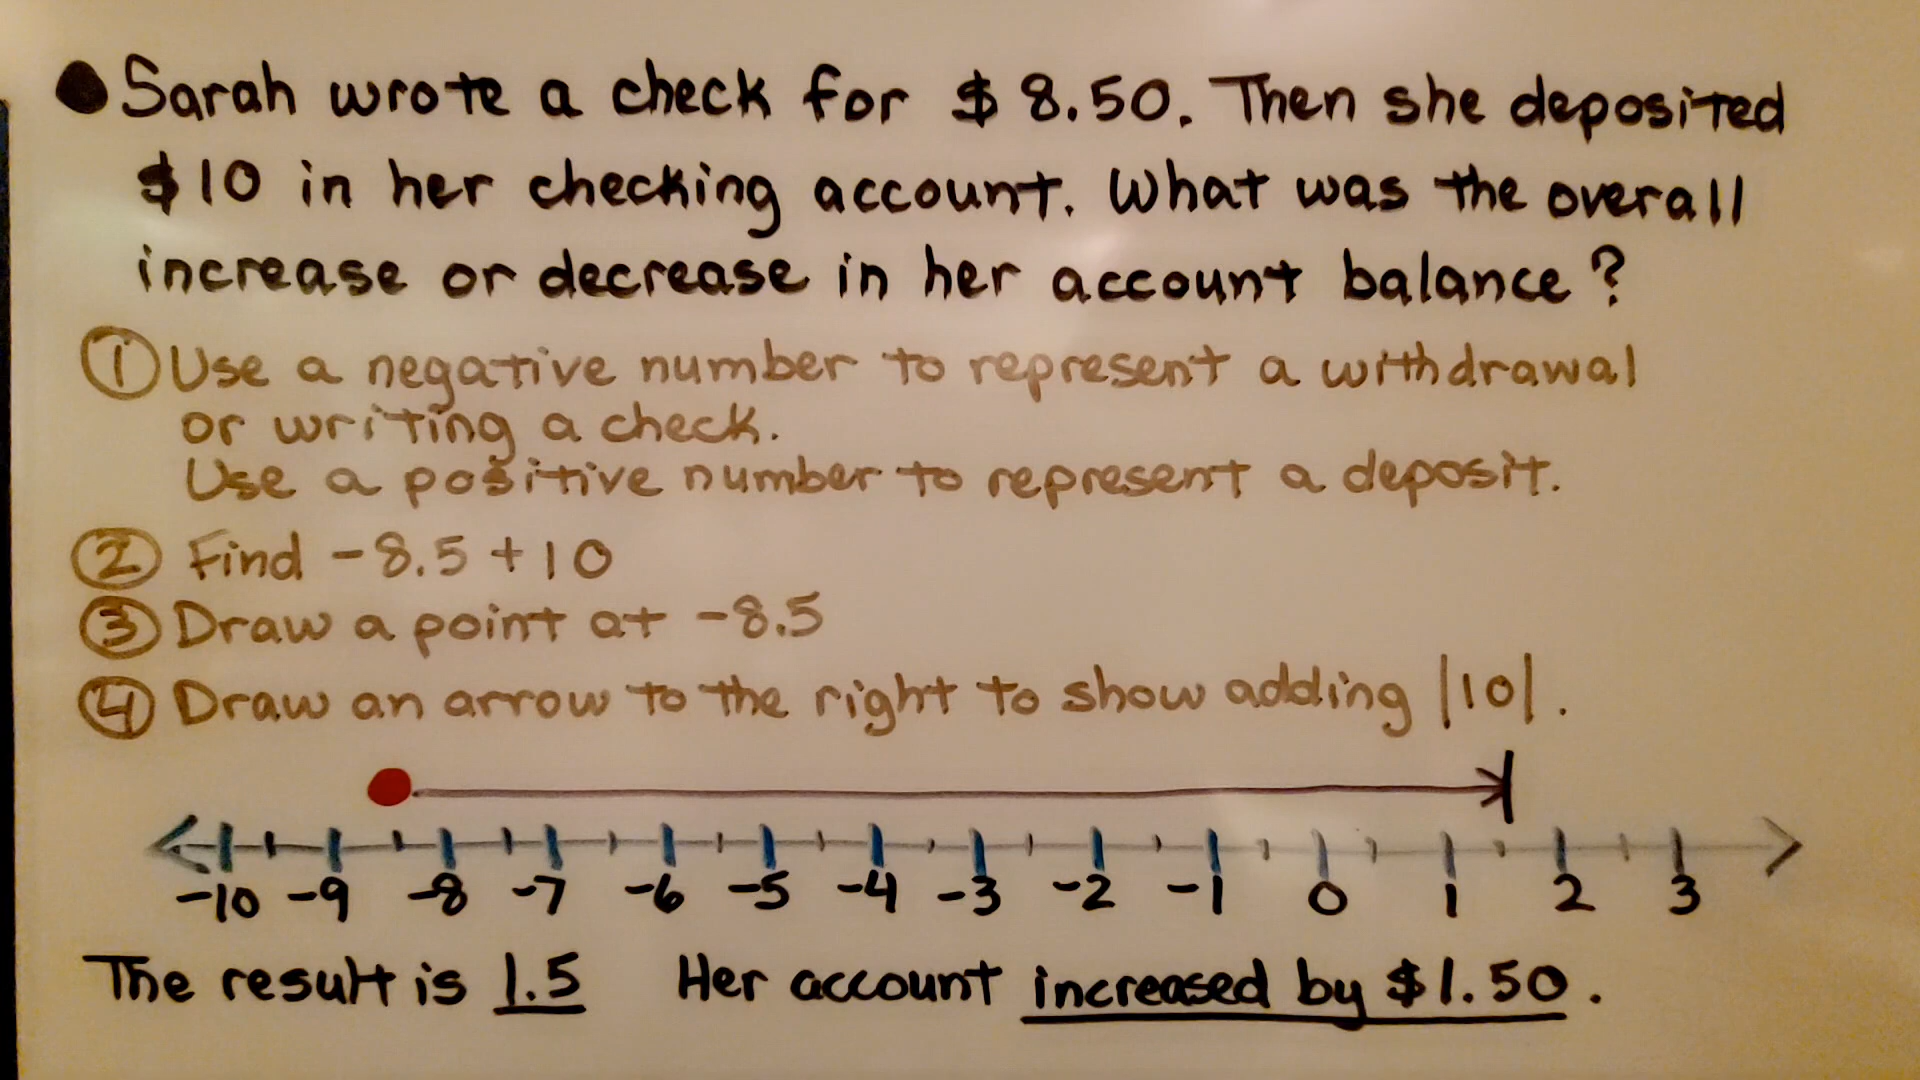 Sarah wrote a check for $8.50. Then she deposited
$10 in her checking account. What was the overall
increase or decrease in her account balance?
① Use a negative number to represent a withdrawal
or writing a check.
Use a positive number to represent a deposit.
② Find -8.5 + 10
③ Draw a point at -8.5
④ Draw an arrow to the right to show adding |10|.
-10 -9 -8 -7 -6 -5 -4 -3 -2 -1 0 1 2 3
The result is 1.5 Her account increased by $1.50.